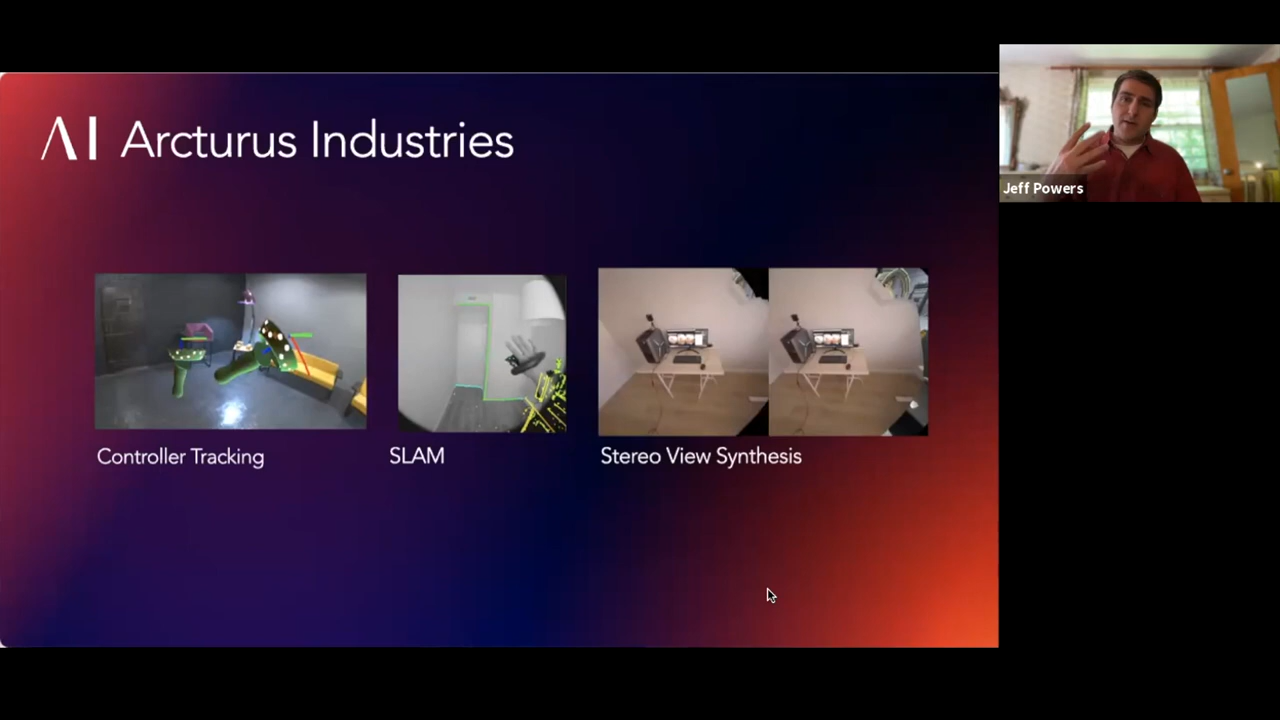 AI Arcturus Industries
Jeff Powers
Controller Tracking
SLAM
Stereo View Synthesis